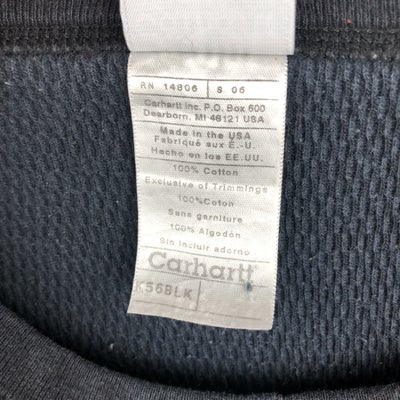 RN 14806 S 06
Carhartt Inc. P.O. Box 600
Dearborn, MI 48121 USA
Made in the USA
Fabriqué aux É.-U.
Hecho en los EE.UU.
100% Cotton
Exclusive of Trimmings
100%Coton
Sans garniture
100% Algodón
Sin incluir adorno
Carhartt
K56BLK